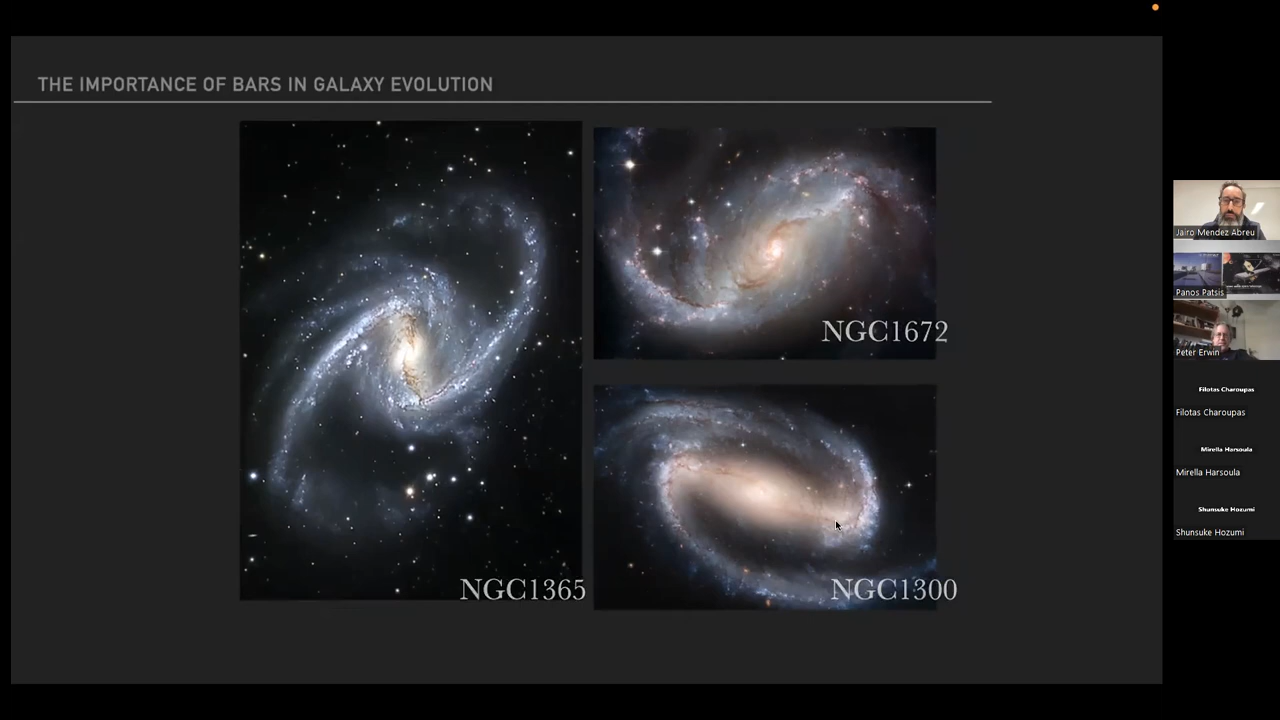 THE IMPORTANCE OF BARS IN GALAXY EVOLUTION
NGC1672
NGC1365
NGC1300
Jairo Mendez Abreu
Panos Patsis
Peter Erwin
Filotas Charoupas
Filotas Charoupas
Mirella Harsoula
Mirella Harsoula
Shunsuke Hozumi
Shunsuke Hozumi